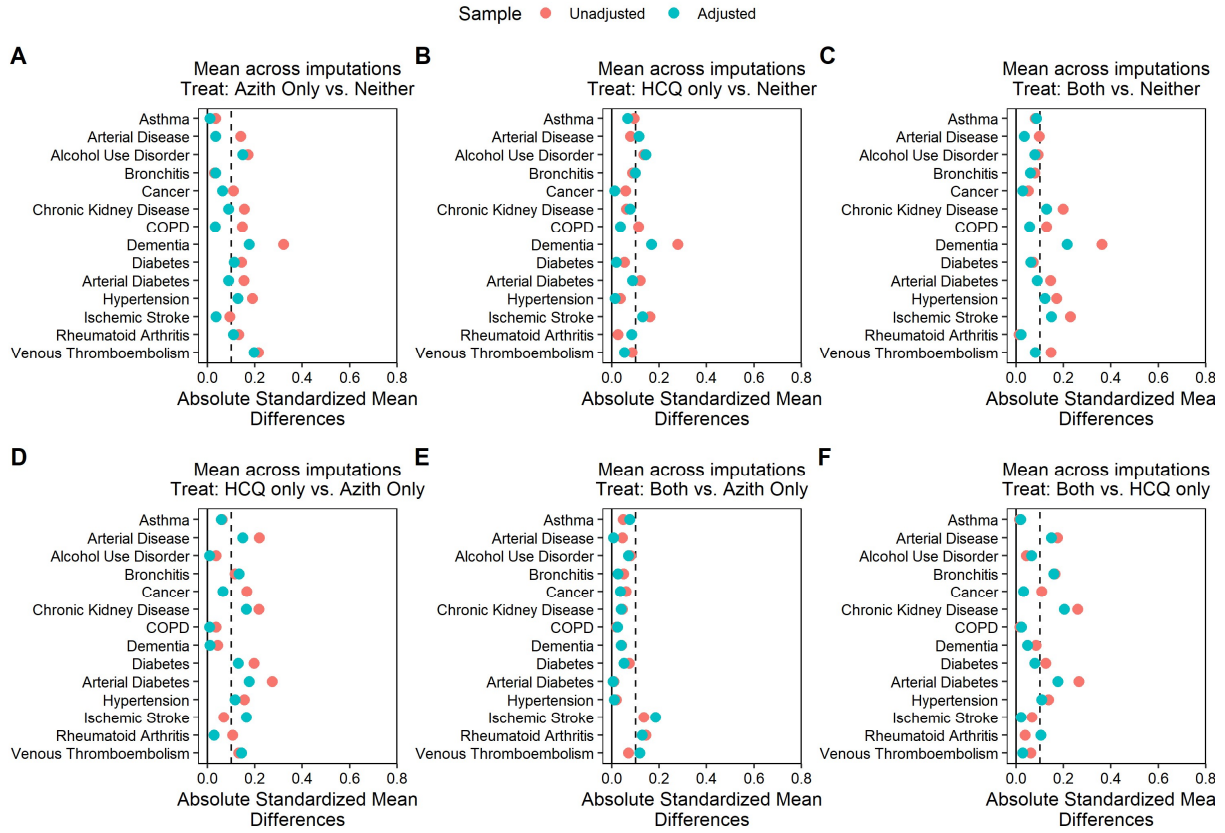 Sample Unadjusted Adjusted
A
Mean across imputations
Treat: Azith Only vs. Neither
Asthma
Arterial Disease
Alcohol Use Disorder
Bronchitis
Cancer
Chronic Kidney Disease
COPD
Dementia
Diabetes
Arterial Diabetes
Hypertension
Ischemic Stroke
Rheumatoid Arthritis
Venous Thromboembolism
0.0 0.2 0.4 0.6 0.8
Absolute Standardized Mean
Differences
B
Mean across imputations
Treat: HCQ only vs. Neither
Asthma
Arterial Disease
Alcohol Use Disorder
Bronchitis
Cancer
Chronic Kidney Disease
COPD
Dementia
Diabetes
Arterial Diabetes
Hypertension
Ischemic Stroke
Rheumatoid Arthritis
Venous Thromboembolism
0.0 0.2 0.4 0.6 0.8
Absolute Standardized Mean
Differences
C
Mean across imputations
Treat: Both vs. Neither
Asthma
Arterial Disease
Alcohol Use Disorder
Bronchitis
Cancer
Chronic Kidney Disease
COPD
Dementia
Diabetes
Arterial Diabetes
Hypertension
Ischemic Stroke
Rheumatoid Arthritis
Venous Thromboembolism
0.0 0.2 0.4 0.6 0.8
Absolute Standardized Mea
Differences
D
Mean across imputations
Treat: HCQ only vs. Azith Only
Asthma
Arterial Disease
Alcohol Use Disorder
Bronchitis
Cancer
Chronic Kidney Disease
COPD
Dementia
Diabetes
Arterial Diabetes
Hypertension
Ischemic Stroke
Rheumatoid Arthritis
Venous Thromboembolism
0.0 0.2 0.4 0.6 0.8
Absolute Standardized Mean
Differences
E
Mean across imputations
Treat: Both vs. Azith Only
Asthma
Arterial Disease
Alcohol Use Disorder
Bronchitis
Cancer
Chronic Kidney Disease
COPD
Dementia
Diabetes
Arterial Diabetes
Hypertension
Ischemic Stroke
Rheumatoid Arthritis
Venous Thromboembolism
0.0 0.2 0.4 0.6 0.8
Absolute Standardized Mean
Differences
F
Mean across imputations
Treat: Both vs. HCQ only
Asthma
Arterial Disease
Alcohol Use Disorder
Bronchitis
Cancer
Chronic Kidney Disease
COPD
Dementia
Diabetes
Arterial Diabetes
Hypertension
Ischemic Stroke
Rheumatoid Arthritis
Venous Thromboembolism
0.0 0.2 0.4 0.6 0.8
Absolute Standardized Mea
Differences